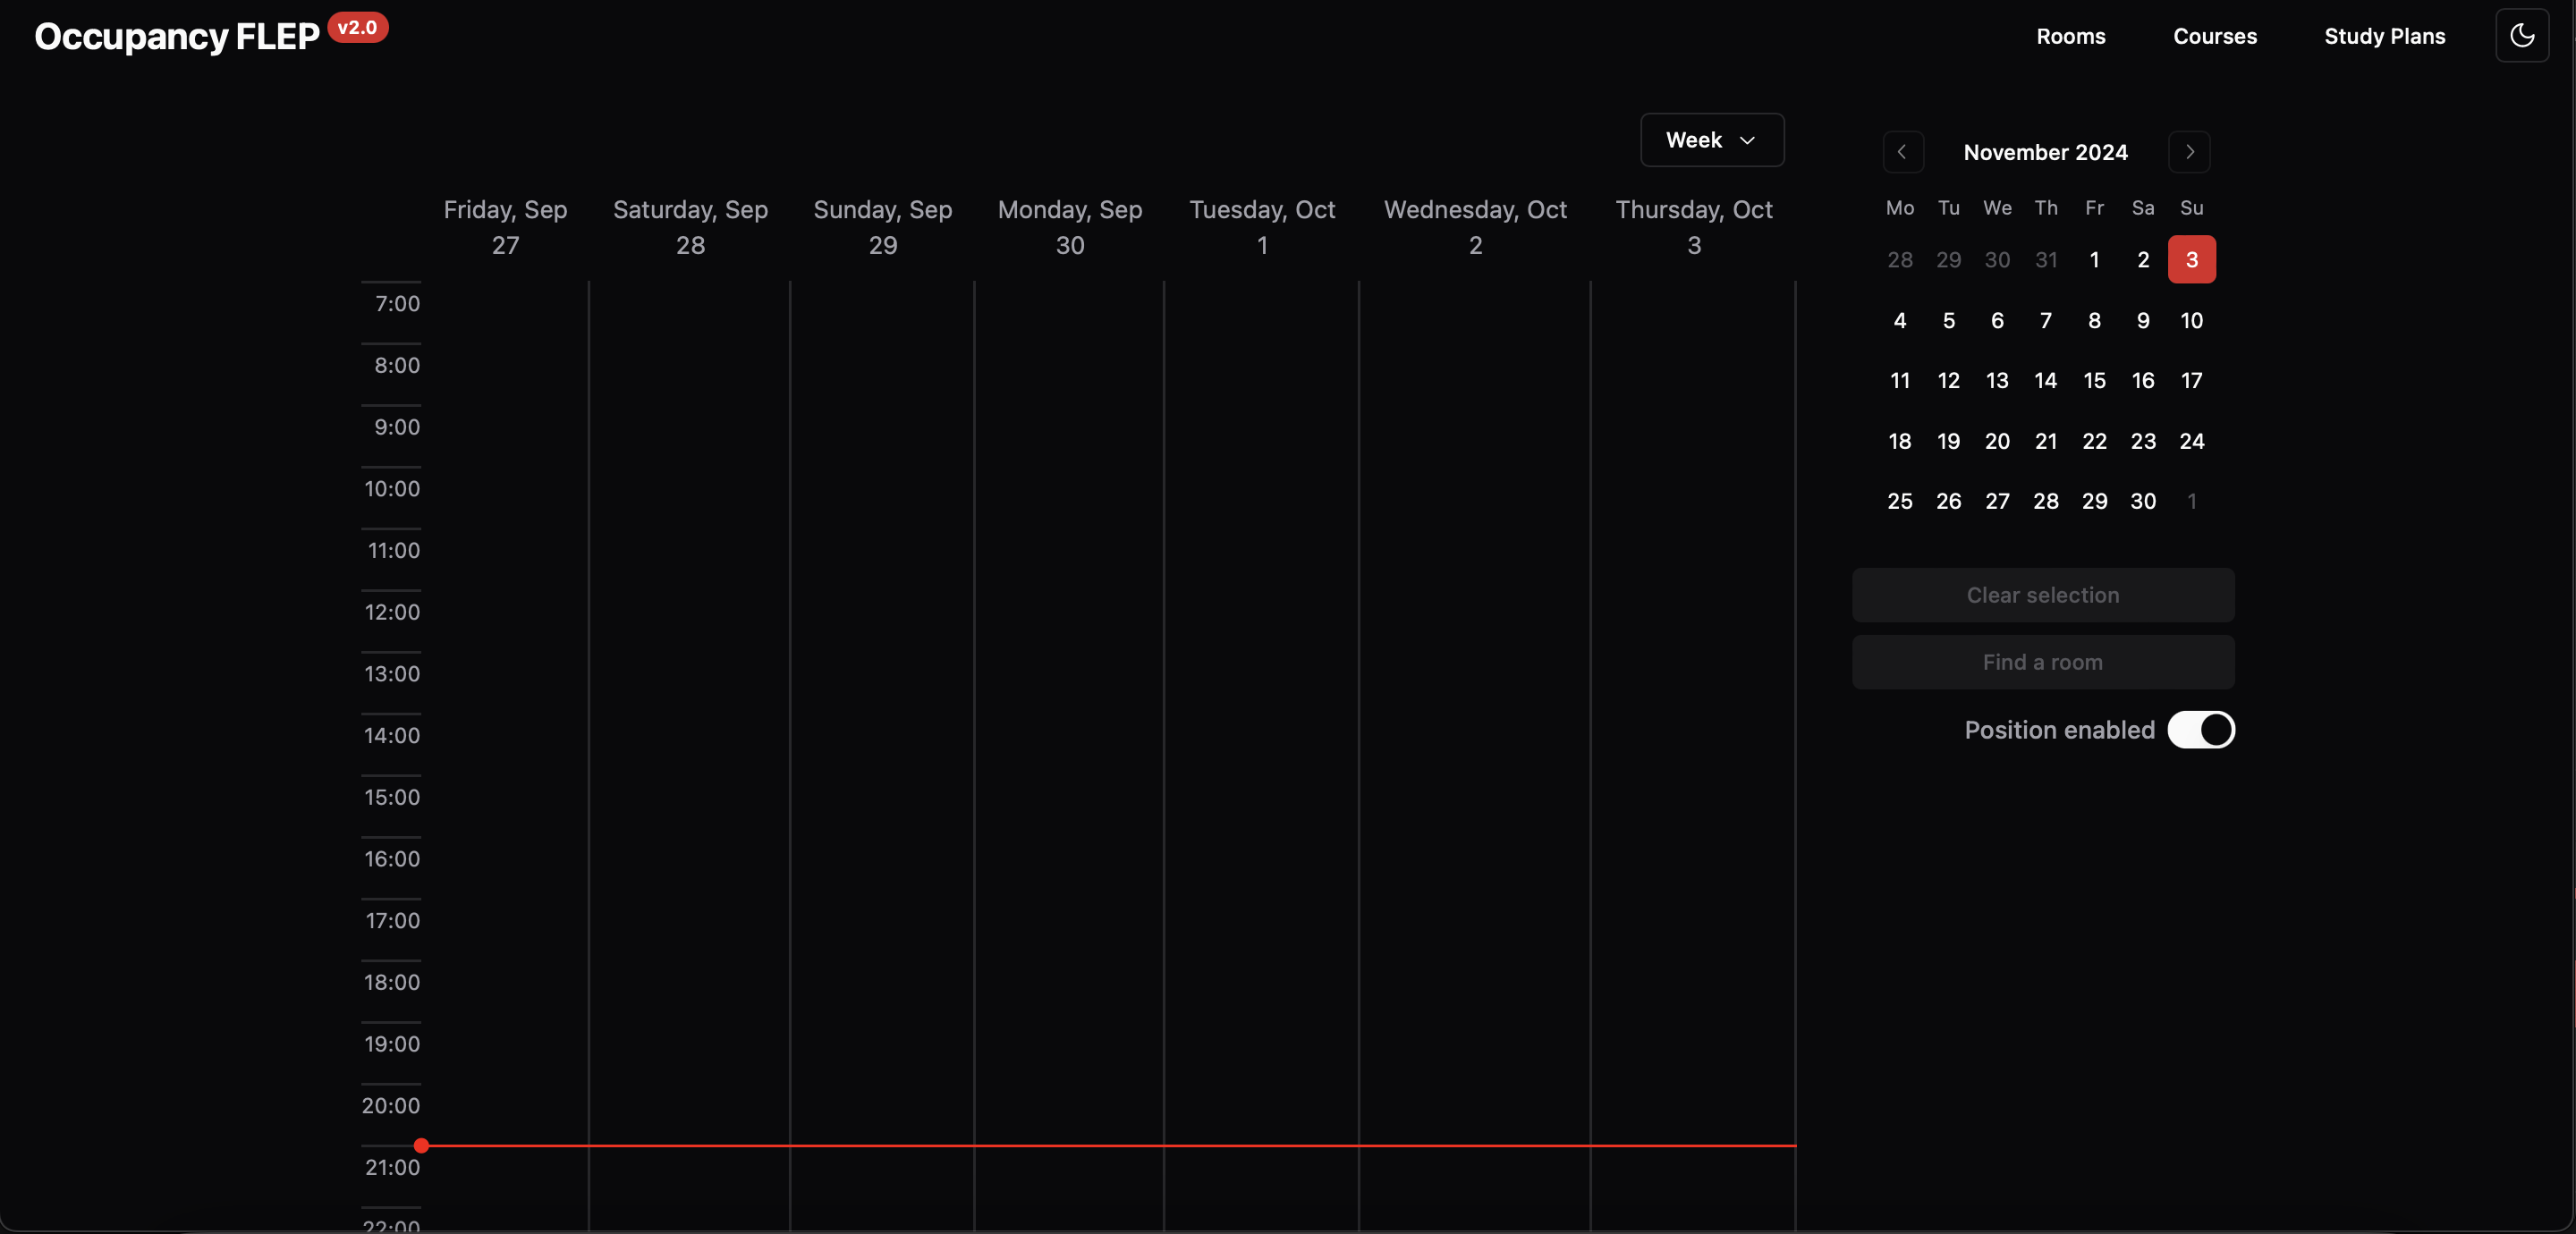 Occupancy FLEP v2.0
Rooms Courses Study Plans
Week
November 2024
Mo Tu We Th Fr Sa Su
28 29 30 31 1 2 3
4 5 6 7 8 9 10
11 12 13 14 15 16 17
18 19 20 21 22 23 24
25 26 27 28 29 30 1
Clear selection
Find a room
Position enabled
Friday, Sep 27
Saturday, Sep 28
Sunday, Sep 29
Monday, Sep 30
Tuesday, Oct 1
Wednesday, Oct 2
Thursday, Oct 3
7:00
8:00
9:00
10:00
11:00
12:00
13:00
14:00
15:00
16:00
17:00
18:00
19:00
20:00
21:00
22:00